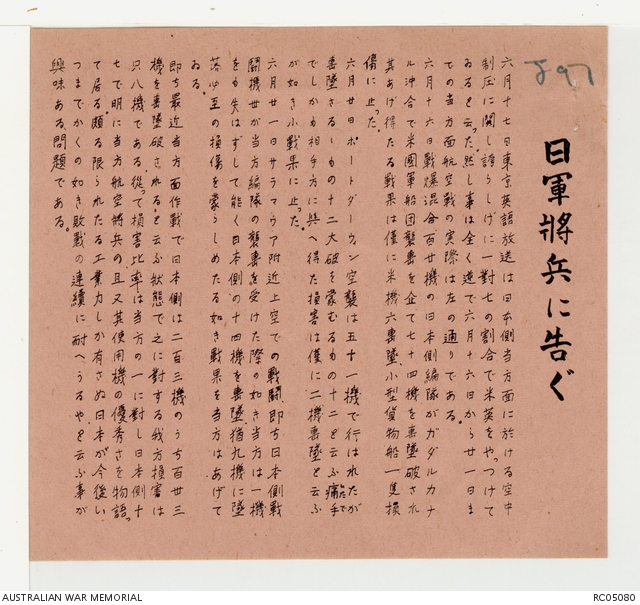 J97
日軍將兵に告ぐ
六月十七日東京英語放送は日本側当方面に於ける空中
制圧に関し誇らしげに一對七の割合で米英をやっつけて
ゐると云った然し事は全く逆で六月十六日から廿一日ま
での当方面航空戦の実際は左の通りである。
六月十六日戦爆混合百廿機の日本側編隊がガダルカナ
ル沖合で米國軍船団襲撃を企て七十四機を撃墜破され
其あげ得たる戦果は僅に米機六撃墜、小型貨物船一隻損
傷に止った。
六月廿日ポートダーウン空襲は五十一機で行はれたが
撃墜さるゝもの十二大破を蒙むるもの十二と云ふ痛手
でしかも相手方に與へ得た損害は僅に二機撃墜と云ふ
が如き小戦果に止った。
六月廿一日サラマウア附近上空での戦闘、即ち日本側戦
闘機廿が当方編隊の襲撃を受けた際の如き当方は一機
をも失はずして能く日本側の十四機を撃墜、猶九機に墜
落必至の損傷を蒙らしめたる如き戦果を当方はあげて
ゐる。
即ち最近当方面作戦で日本側は二百三機のうち百廿三
機を撃墜破されると云ふ状態で之に對する我方損害は
只八機である、従って損害比率は当方の一に對し日本側十
七で明に当方航空將兵の且又其使用機の優秀さを物語っ
て居る。頗る限られたる工業力しか有さぬ日本が今後い
つまでかくの如き敗戦の連續に耐へうるやと云ふ事が
興味ある問題である。
AUSTRALIAN WAR MEMORIAL
RC05080